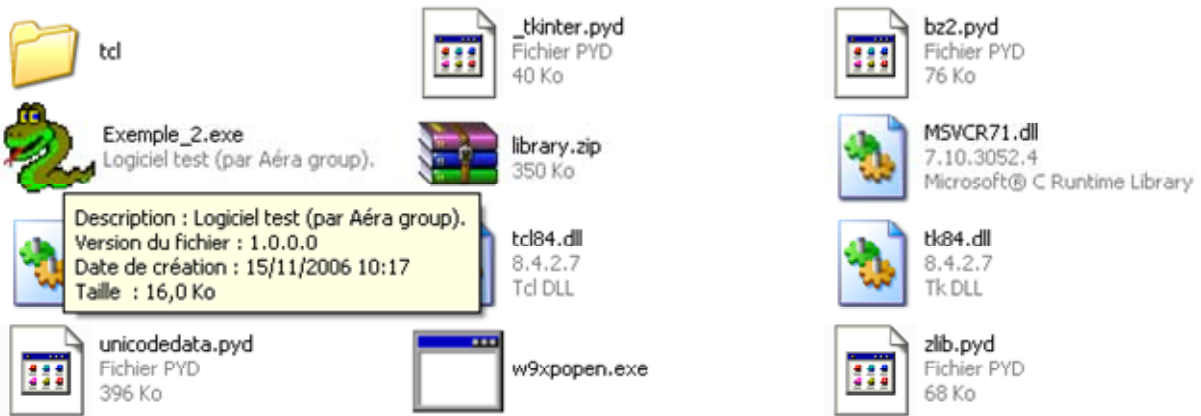 tcl
_tkinter.pyd
Fichier PYD
40 Ko
bz2.pyd
Fichier PYD
76 Ko
Exemple_2.exe
Logiciel test (par Aéra group).
library.zip
350 Ko
MSVCR71.dll
7.10.3052.4
Microsoft® C Runtime Library
Description : Logiciel test (par Aéra group).
Version du fichier : 1.0.0.0
Date de création : 15/11/2006 10:17
Taille : 16,0 Ko
tcl84.dll
8.4.2.7
Tcl DLL
tk84.dll
8.4.2.7
Tk DLL
unicodedata.pyd
Fichier PYD
396 Ko
w9xpopen.exe
zlib.pyd
Fichier PYD
68 Ko